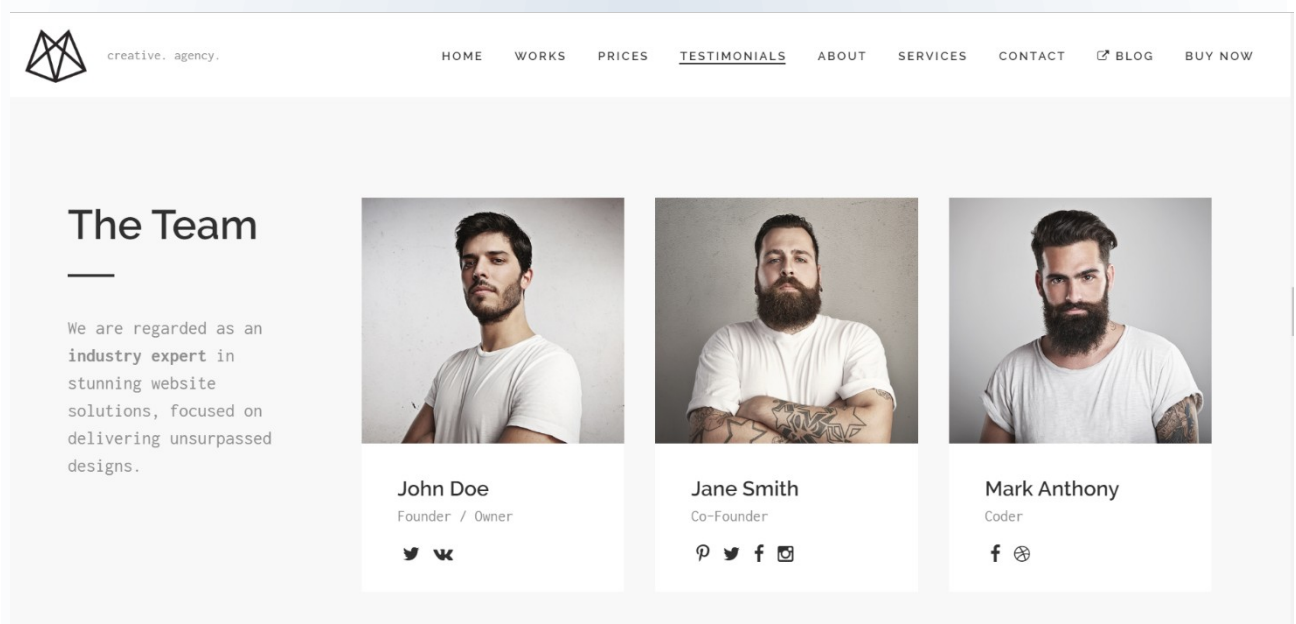 creative. agency.
HOME WORKS PRICES TESTIMONIALS ABOUT SERVICES CONTACT BLOG BUY NOW
The Team
We are regarded as an
industry expert in
stunning website
solutions, focused on
delivering unsurpassed
designs.
John Doe
Founder / Owner
Jane Smith
Co-Founder
Mark Anthony
Coder